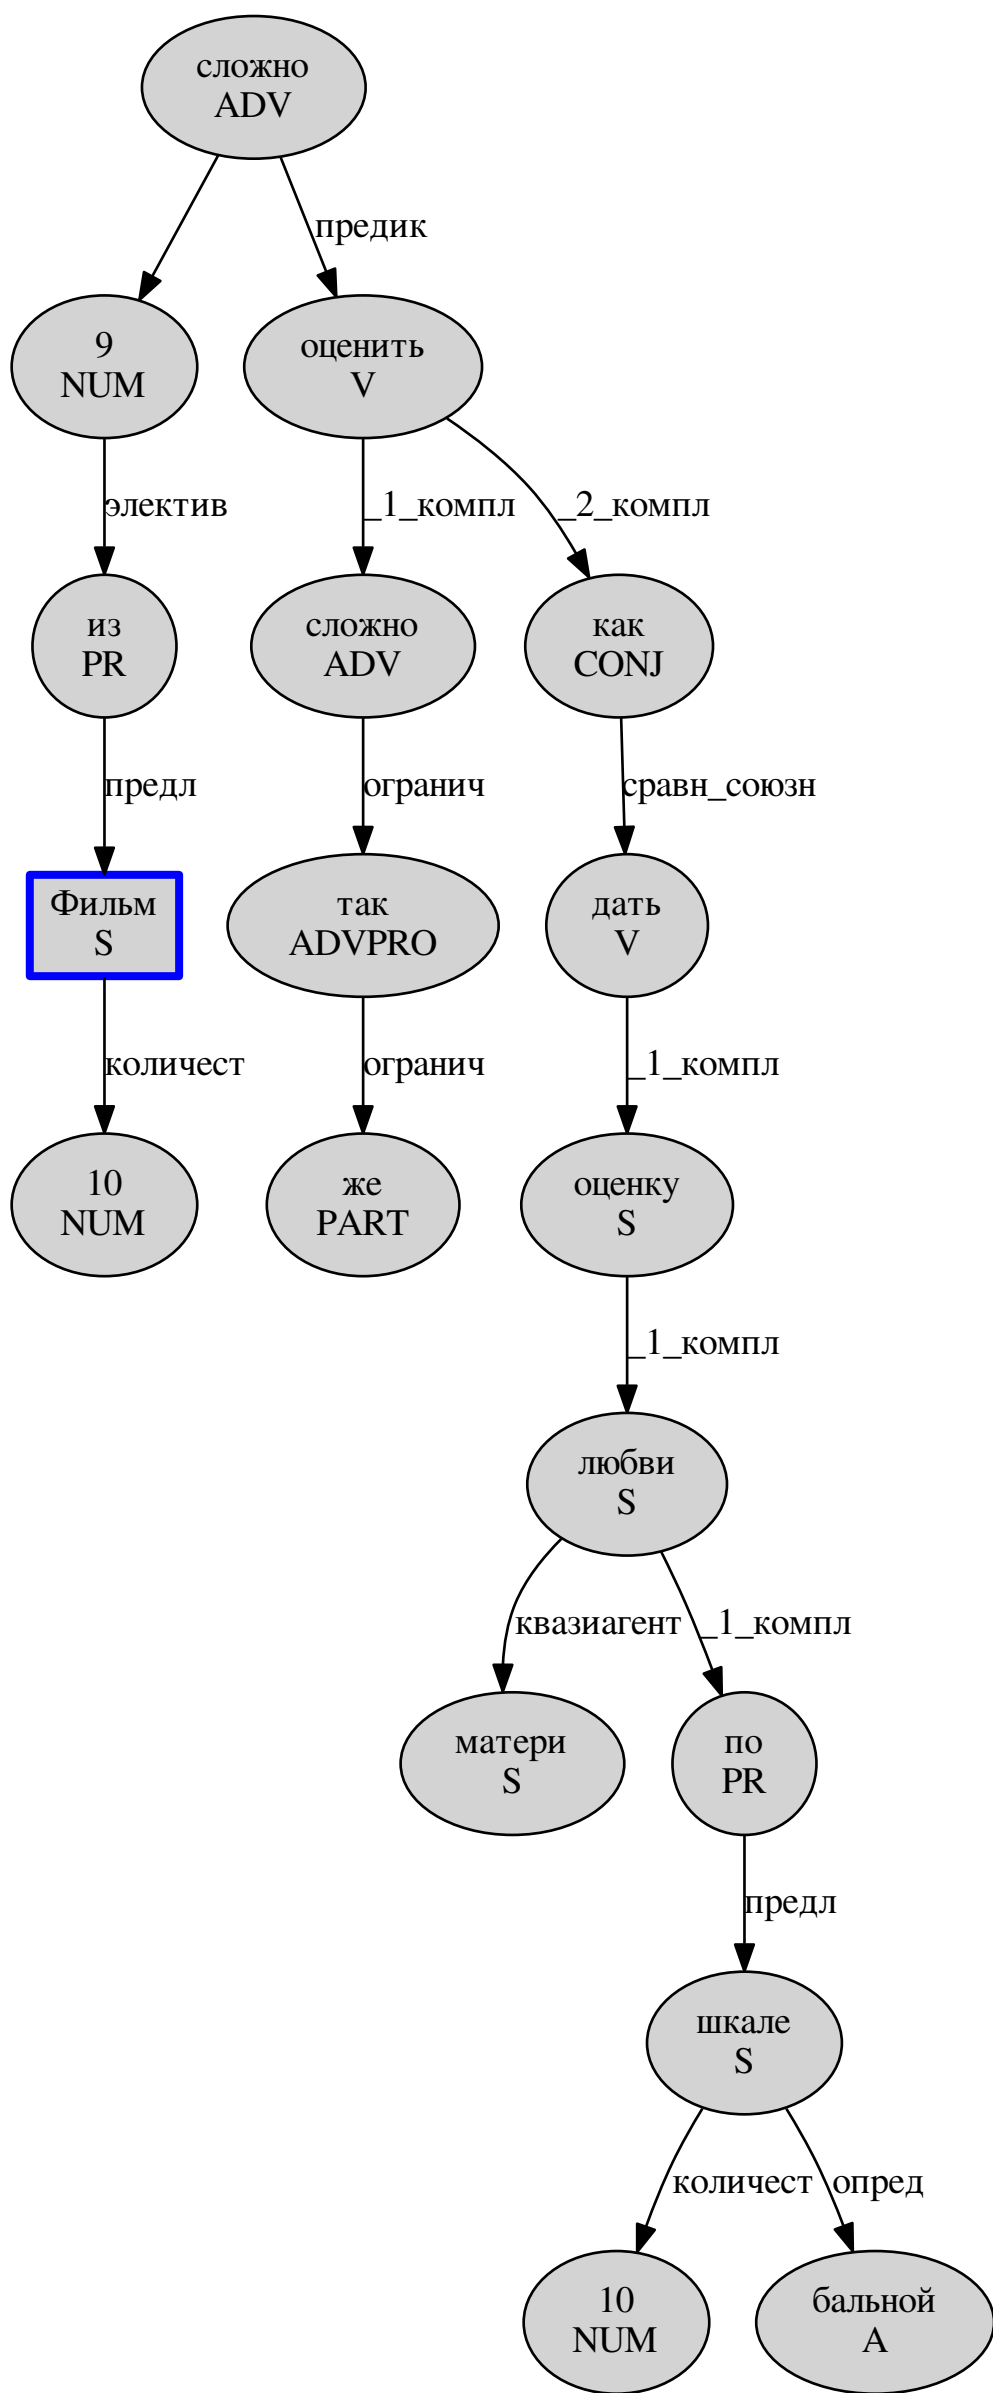 сложно
ADV
предик
9
NUM
оценить
V
электив
_1_компл
_2_компл
из
PR
сложно
ADV
как
CONJ
предл
огранич
сравн_союзн
Фильм
S
так
ADVPRO
дать
V
количест
огранич
_1_компл
10
NUM
же
PART
оценку
S
_1_компл
любви
S
квазиагент
_1_компл
матери
S
по
PR
предл
шкале
S
количест
опред
10
NUM
бальной
A